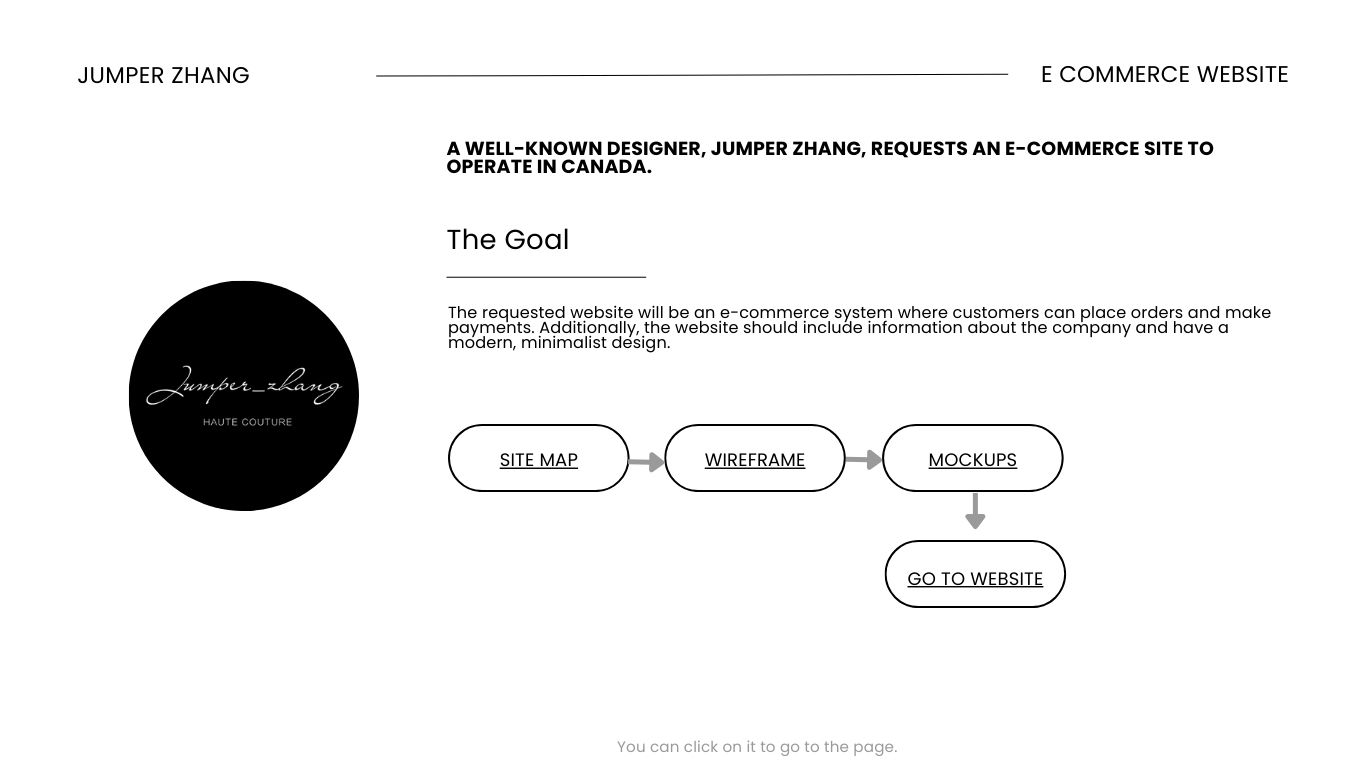 JUMPER ZHANG
E COMMERCE WEBSITE
A WELL-KNOWN DESIGNER, JUMPER ZHANG, REQUESTS AN E-COMMERCE SITE TO
OPERATE IN CANADA.
The Goal
The requested website will be an e-commerce system where customers can place orders and make
payments. Additionally, the website should include information about the company and have a
modern, minimalist design.
Jumper_zhang
HAUTE COUTURE
SITE MAP
WIREFRAME
MOCKUPS
GO TO WEBSITE
You can click on it to go to the page.